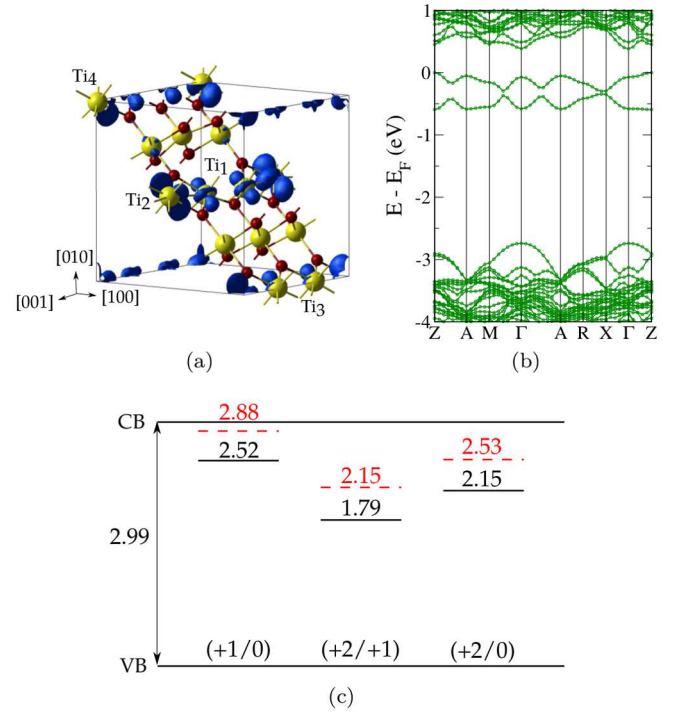 Ti4
Ti1
Ti2
Ti3
[010]
[001]
[100]
(a)
E - E_F (eV)
1
0
-1
-2
-3
-4
Z A M Γ A R X Γ Z
(b)
CB
2.88
2.52
2.53
2.15
2.15
1.79
2.99
(+1/0)
(+2/+1)
(+2/0)
VB
(c)